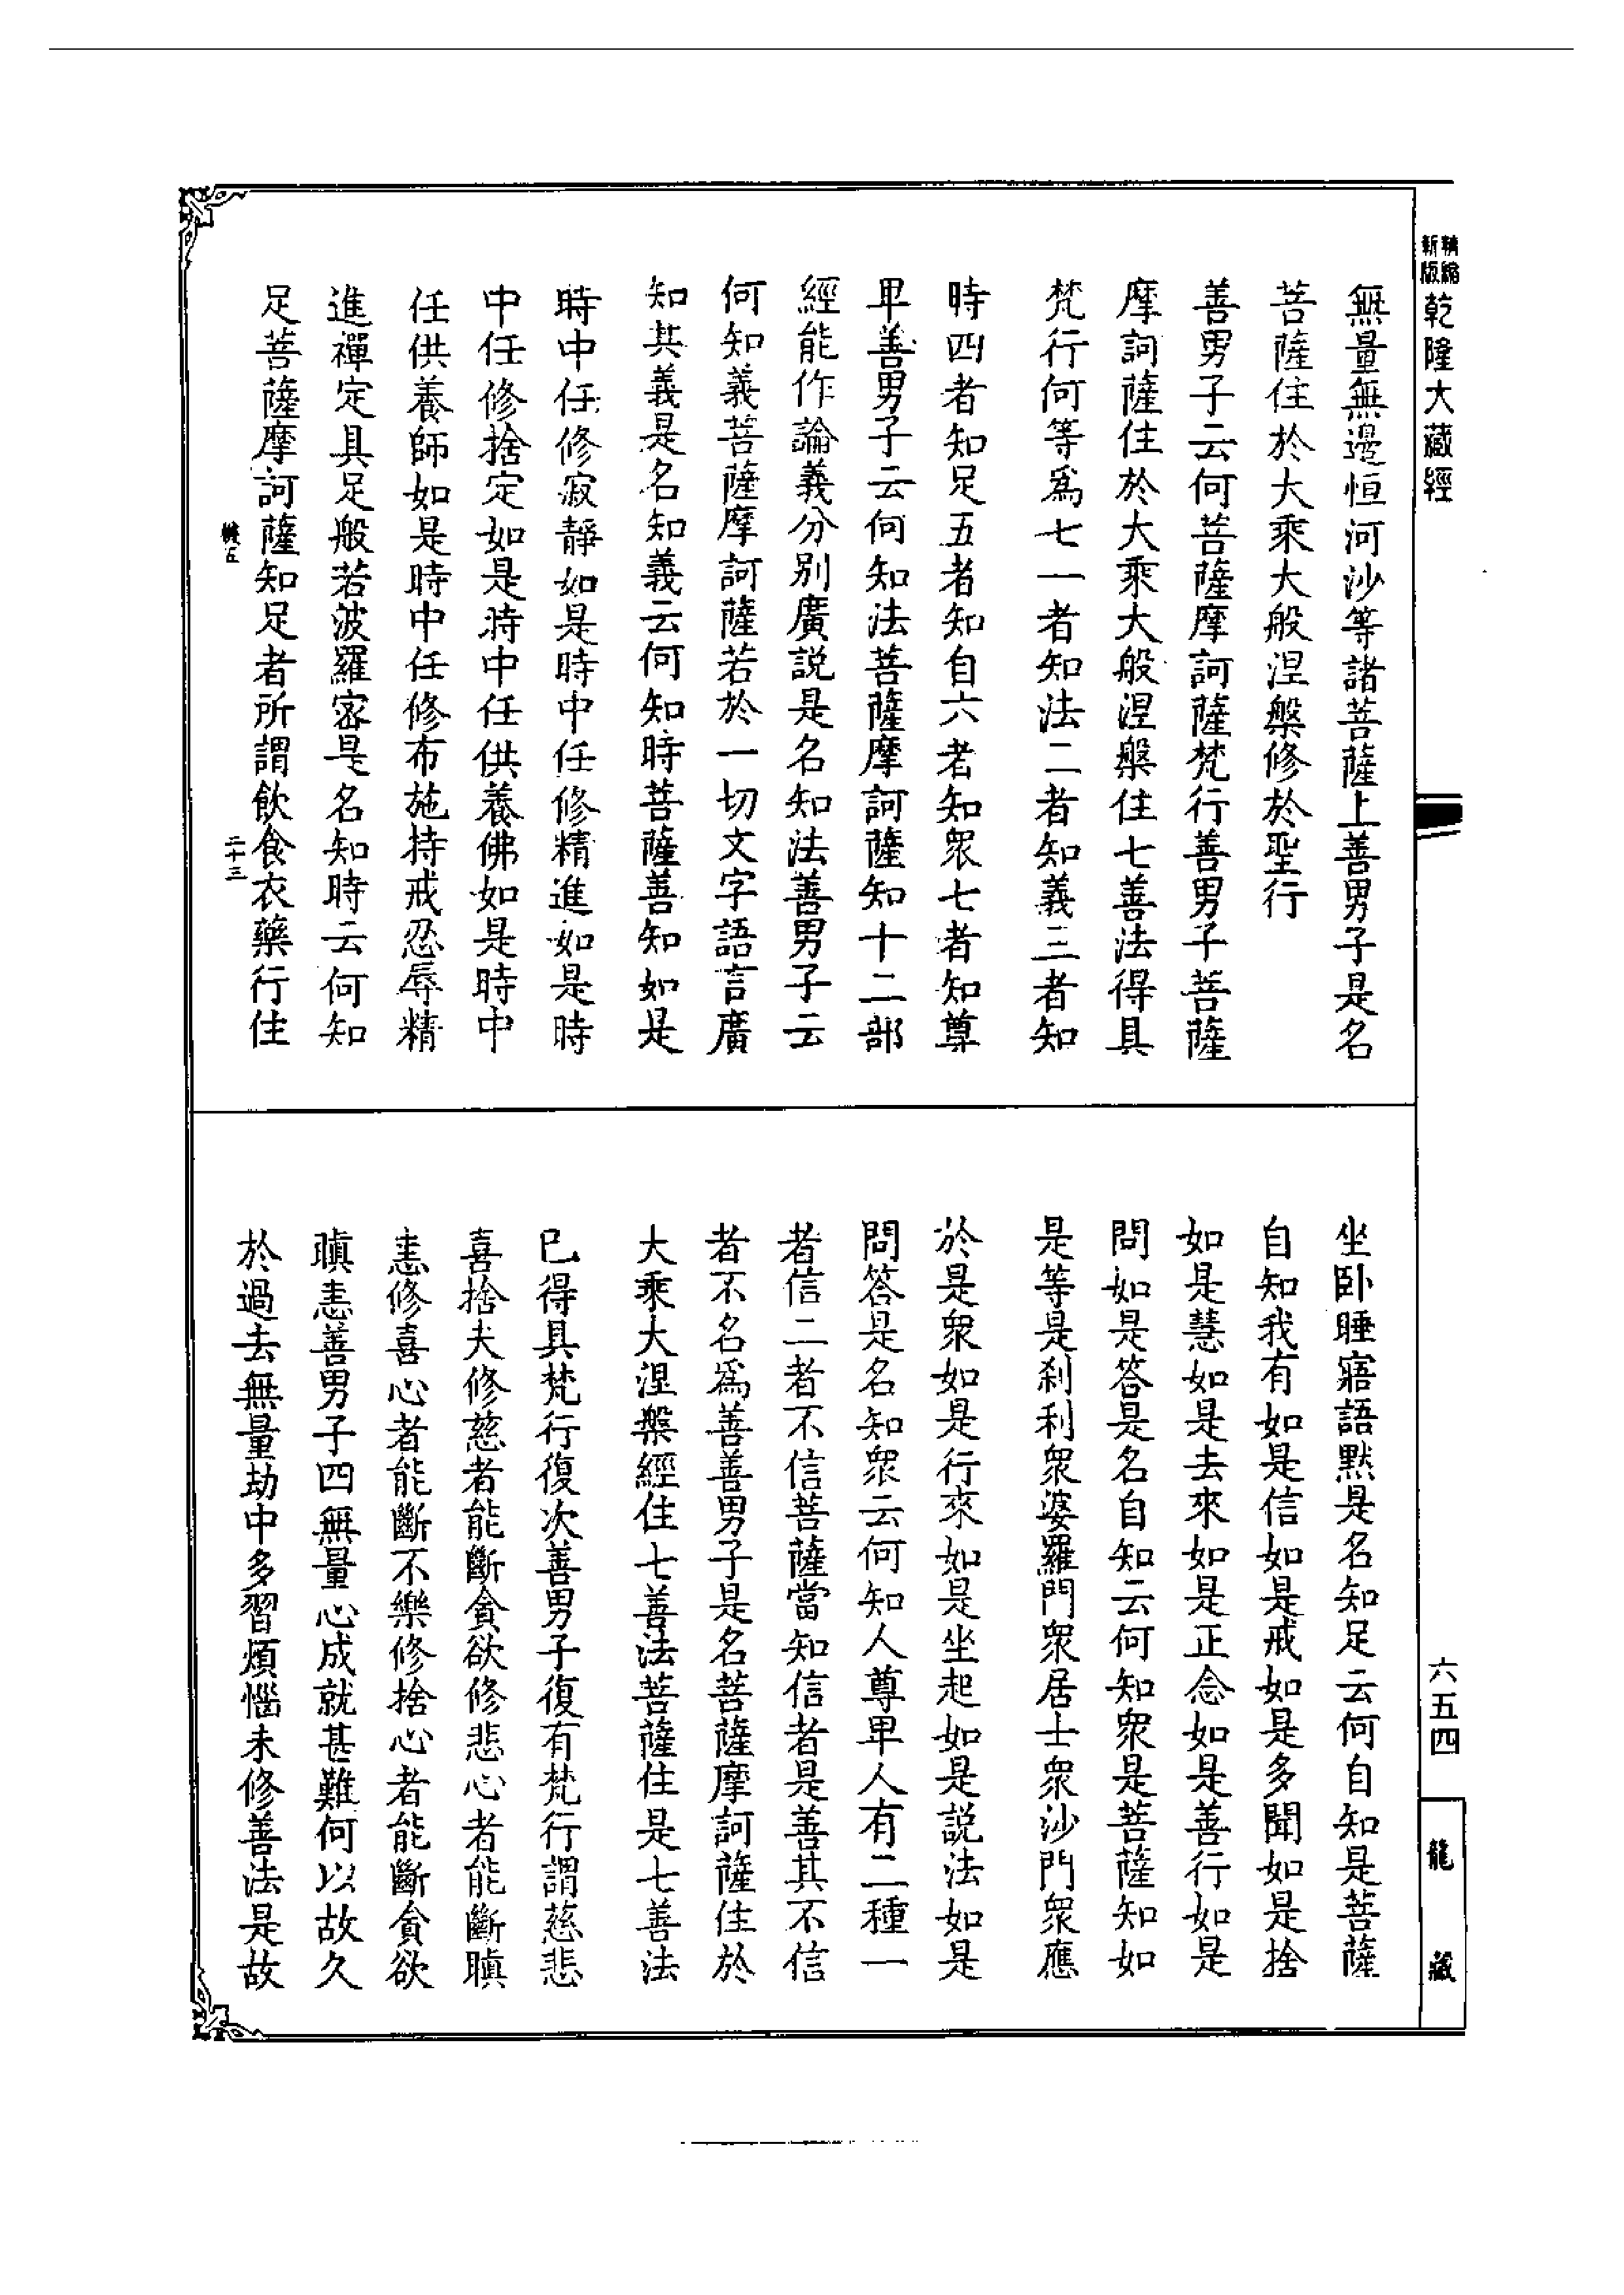 精縮新版乾隆大藏經
無量無邊恒河沙等諸菩薩上善男子是名
菩薩住於大乘大般涅槃修於聖行
善男子云何菩薩摩訶薩梵行善男子菩薩
摩訶薩住於大乘大般涅槃住七善法得具
梵行何等爲七一者知法二者知義三者知
時四者知足五者知自六者知衆七者知尊
卑善男子云何知法菩薩摩訶薩知十二部
經能作論義分別廣説是名知法善男子云
何知義菩薩摩訶薩若於一切文字語言廣
知其義是名知義云何知時菩薩善知如是
時中任修寂靜如是時中任修精進如是時
中任修捨定如是時中任供養佛如是時中
任供養師如是時中任修布施持戒忍辱精
進禪定具足般若波羅蜜是名知時云何知
足菩薩摩訶薩知足者所謂飲食衣藥行住
二十三
坐卧睡寤語默是名知足云何自知是菩薩
自知我有如是信如是戒如是多聞如是捨
如是慧如是去來如是正念如是善行如是
問如是答是名自知云何知衆是菩薩知如
是等是刹利衆婆羅門衆居士衆沙門衆應
於是衆如是行來如是坐起如是説法如是
問答是名知衆云何知人尊卑人有二種一
者信二者不信菩薩當知信者是善其不信
者不名爲善善男子是名菩薩摩訶薩住於
大乘大涅槃經住七善法菩薩住是七善法
已得具梵行復次善男子復有梵行謂慈悲
喜捨夫修慈者能斷貪欲修悲心者能斷瞋
恚修喜心者能斷不樂修捨心者能斷貪欲
瞋恚善男子四無量心成就甚難何以故久
於過去無量劫中多習煩惱未修善法是故
六五四
龍藏